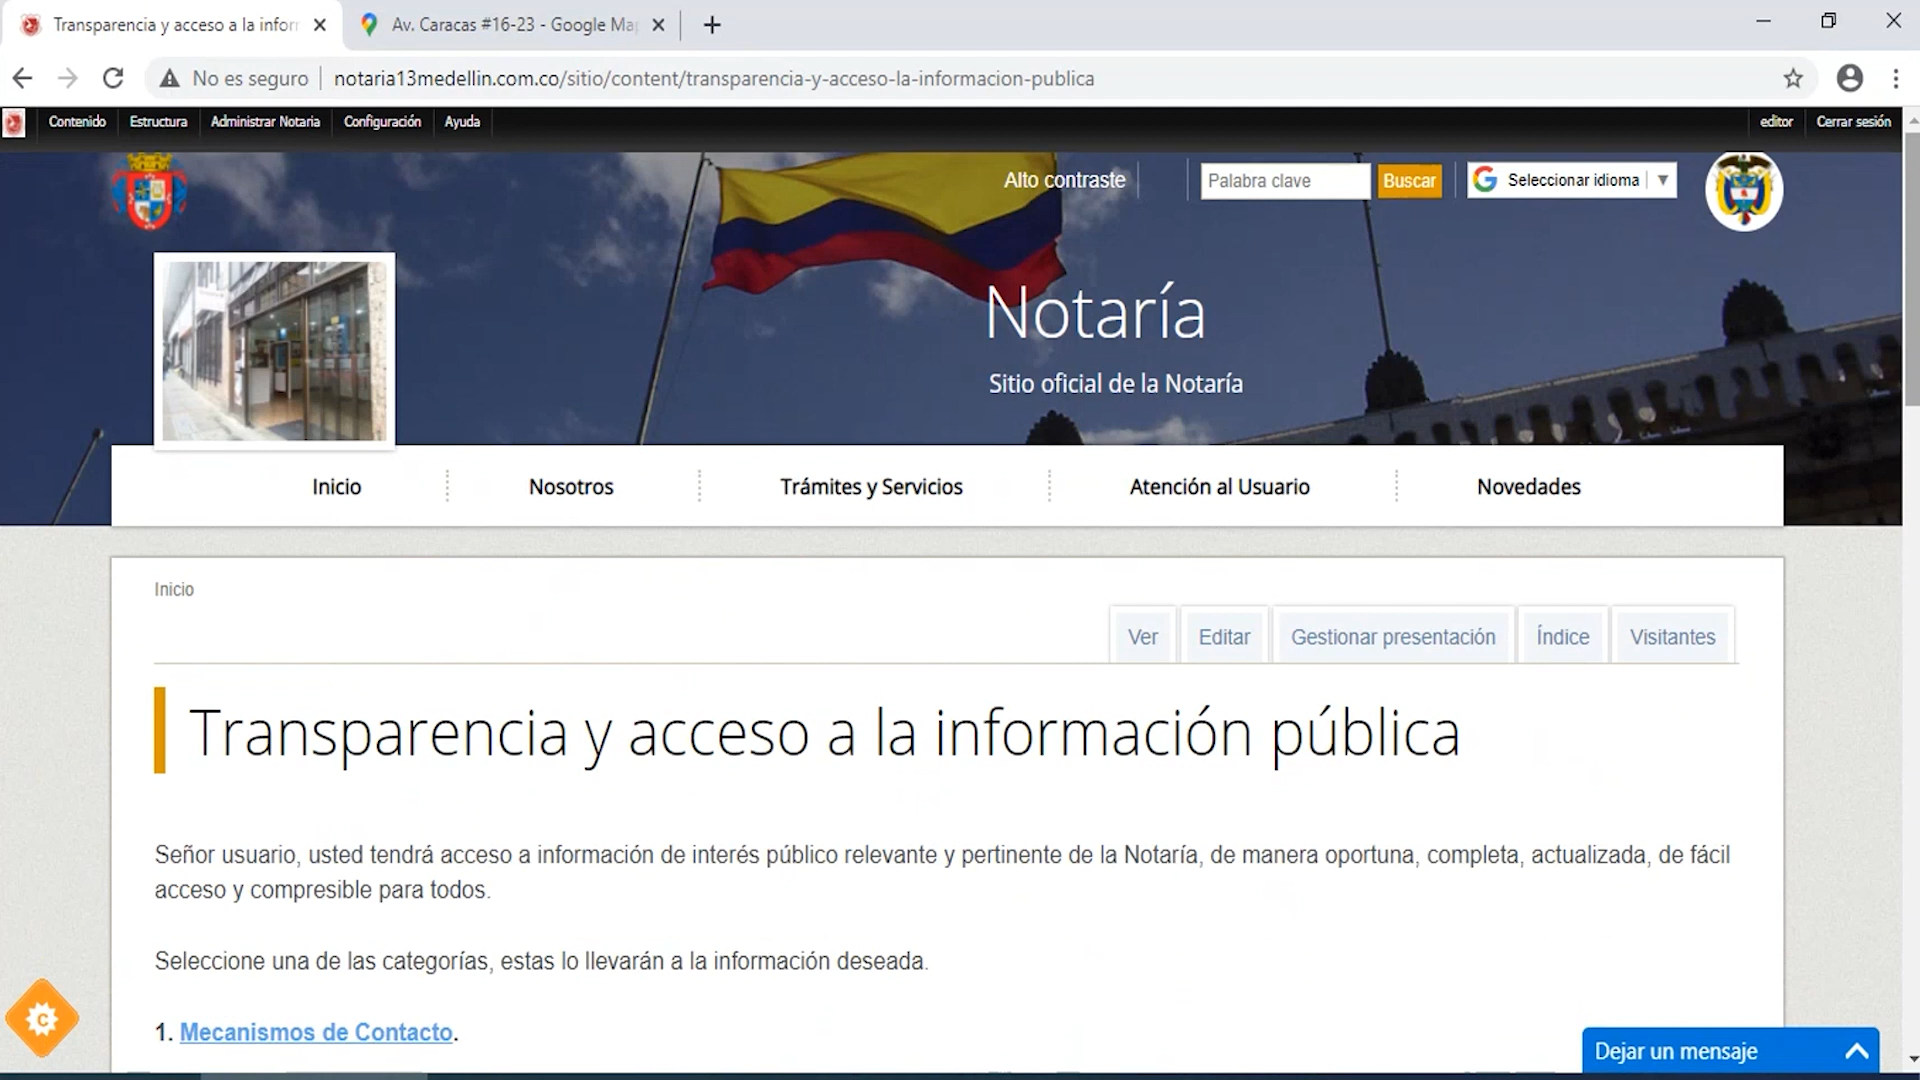 Transparencia y acceso a la infor
Av. Caracas #16-23 - Google Ma
No es seguro
notaria13medellin.com.co/sitio/content/transparencia-y-acceso-la-informacion-publica
Contenido
Estructura
Administrar Notaria
Configuración
Ayuda
editor
Cerrar sesión
Alto contraste
Palabra clave
Buscar
Seleccionar idioma
Notaría
Sitio oficial de la Notaría
Inicio
Nosotros
Trámites y Servicios
Atención al Usuario
Novedades
Inicio
Ver
Editar
Gestionar presentación
Índice
Visitantes
Transparencia y acceso a la información pública
Señor usuario, usted tendrá acceso a información de interés público relevante y pertinente de la Notaría, de manera oportuna, completa, actualizada, de fácil
acceso y compresible para todos.
Seleccione una de las categorías, estas lo llevarán a la información deseada.
1. Mecanismos de Contacto.
C
Dejar un mensaje